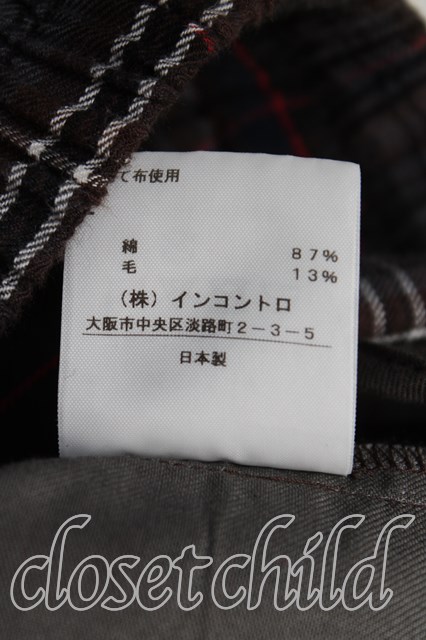 て布使用
綿 87%
毛 13%
（株）インコントロ
大阪市中央区淡路町2－3－5
日本製
closet child